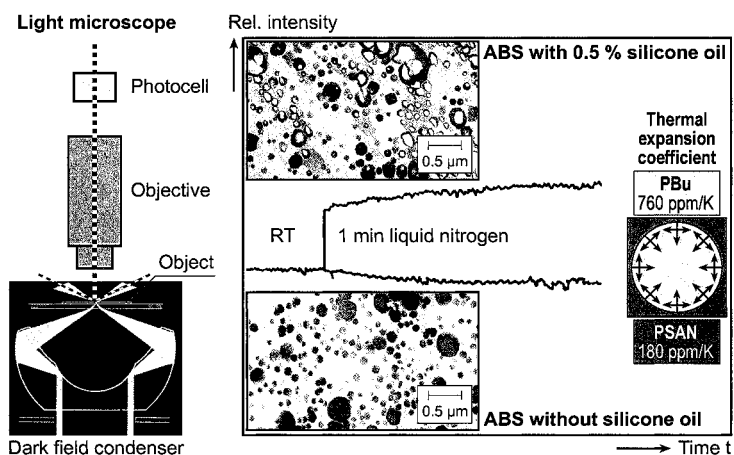 Light microscope
Photocell
Objective
Object
Dark field condenser
Rel. intensity
ABS with 0.5 % silicone oil
0.5 µm
Thermal
expansion
coefficient
PBu
760 ppm/K
RT
1 min liquid nitrogen
PSAN
180 ppm/K
0.5 µm
ABS without silicone oil
Time t